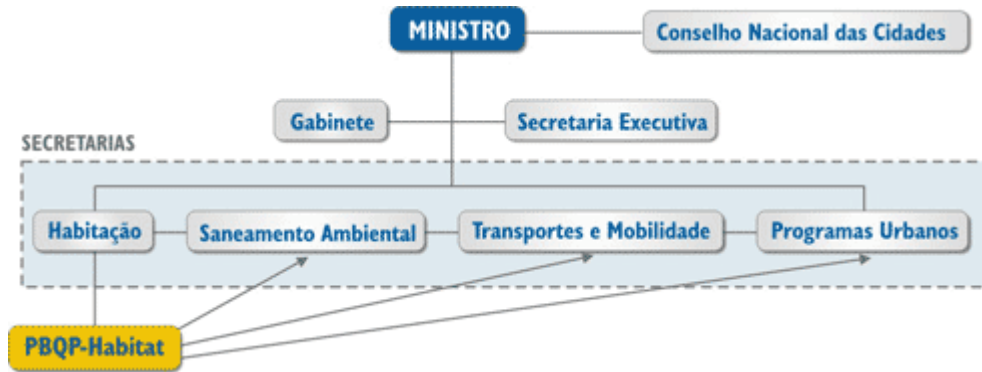 MINISTRO
Conselho Nacional das Cidades
Gabinete
Secretaria Executiva
SECRETARIAS
Habitação
Saneamento Ambiental
Transportes e Mobilidade
Programas Urbanos
PBQP-Habitat